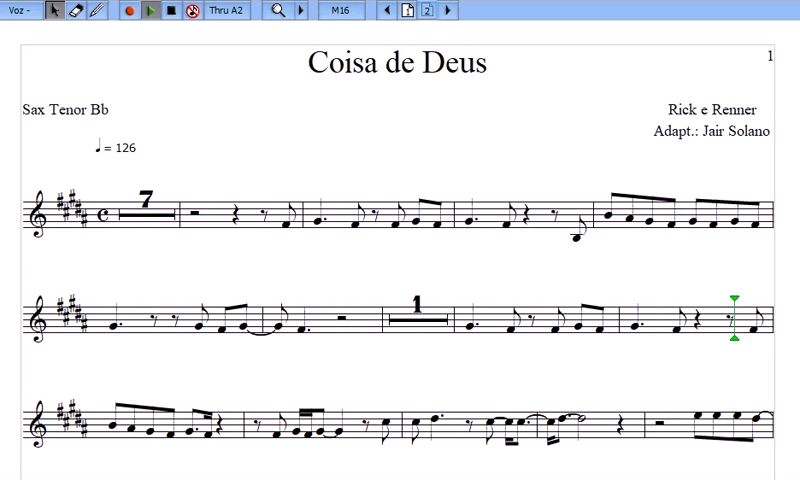 Voz -
Thru A2
M16
1
2
1
Coisa de Deus
Sax Tenor Bb
Rick e Renner
Adapt.: Jair Solano
= 126
7
1